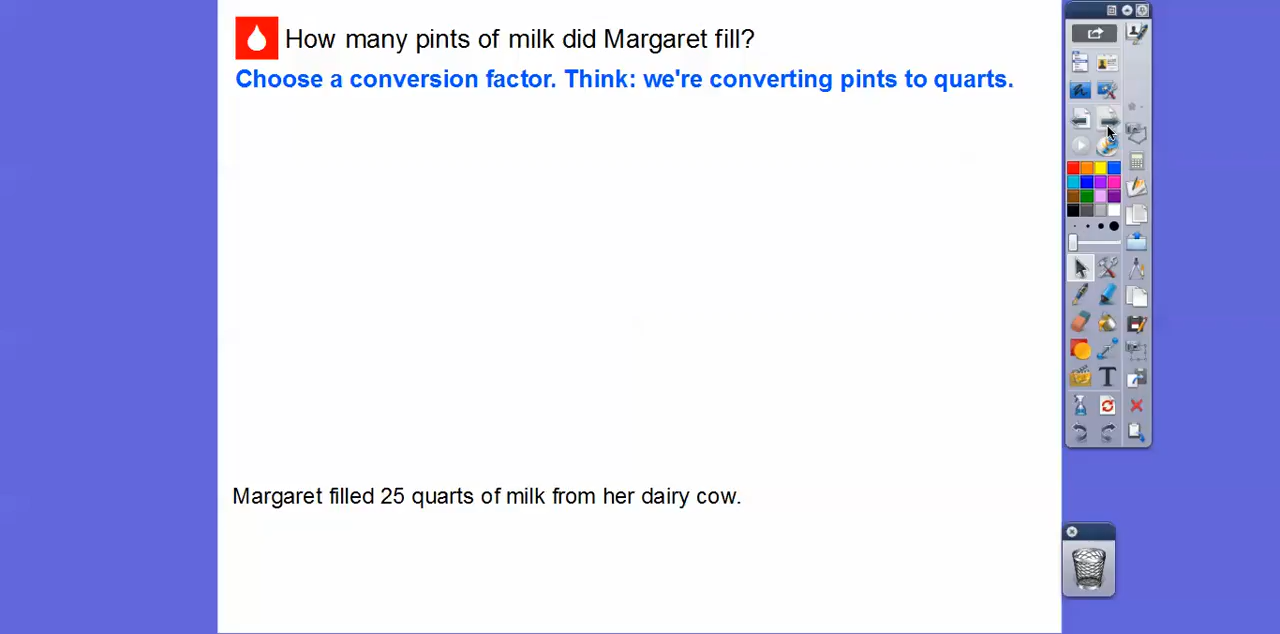 How many pints of milk did Margaret fill?
Choose a conversion factor. Think: we're converting pints to quarts.
Margaret filled 25 quarts of milk from her dairy cow.
T